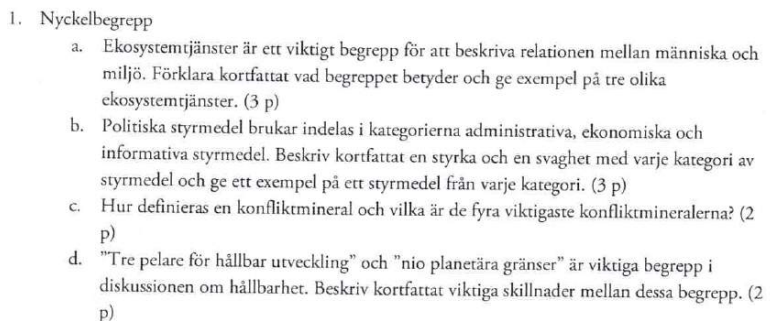 1. Nyckelbegrepp
a. Ekosystemtjänster är ett viktigt begrepp för att beskriva relationen mellan människa och
miljö. Förklara kortfattat vad begreppet betyder och ge exempel på tre olika
ekosystemtjänster. (3 p)
b. Politiska styrmedel brukar indelas i kategorierna administrativa, ekonomiska och
informativa styrmedel. Beskriv kortfattat en styrka och en svaghet med varje kategori av
styrmedel och ge ett exempel på ett styrmedel från varje kategori. (3 p)
c. Hur definieras en konfliktmineral och vilka är de fyra viktigaste konfliktmineralerna? (2
p)
d. "Tre pelare för hållbar utveckling" och "nio planetära gränser" är viktiga begrepp i
diskussionen om hållbarhet. Beskriv kortfattat viktiga skillnader mellan dessa begrepp. (2
p)